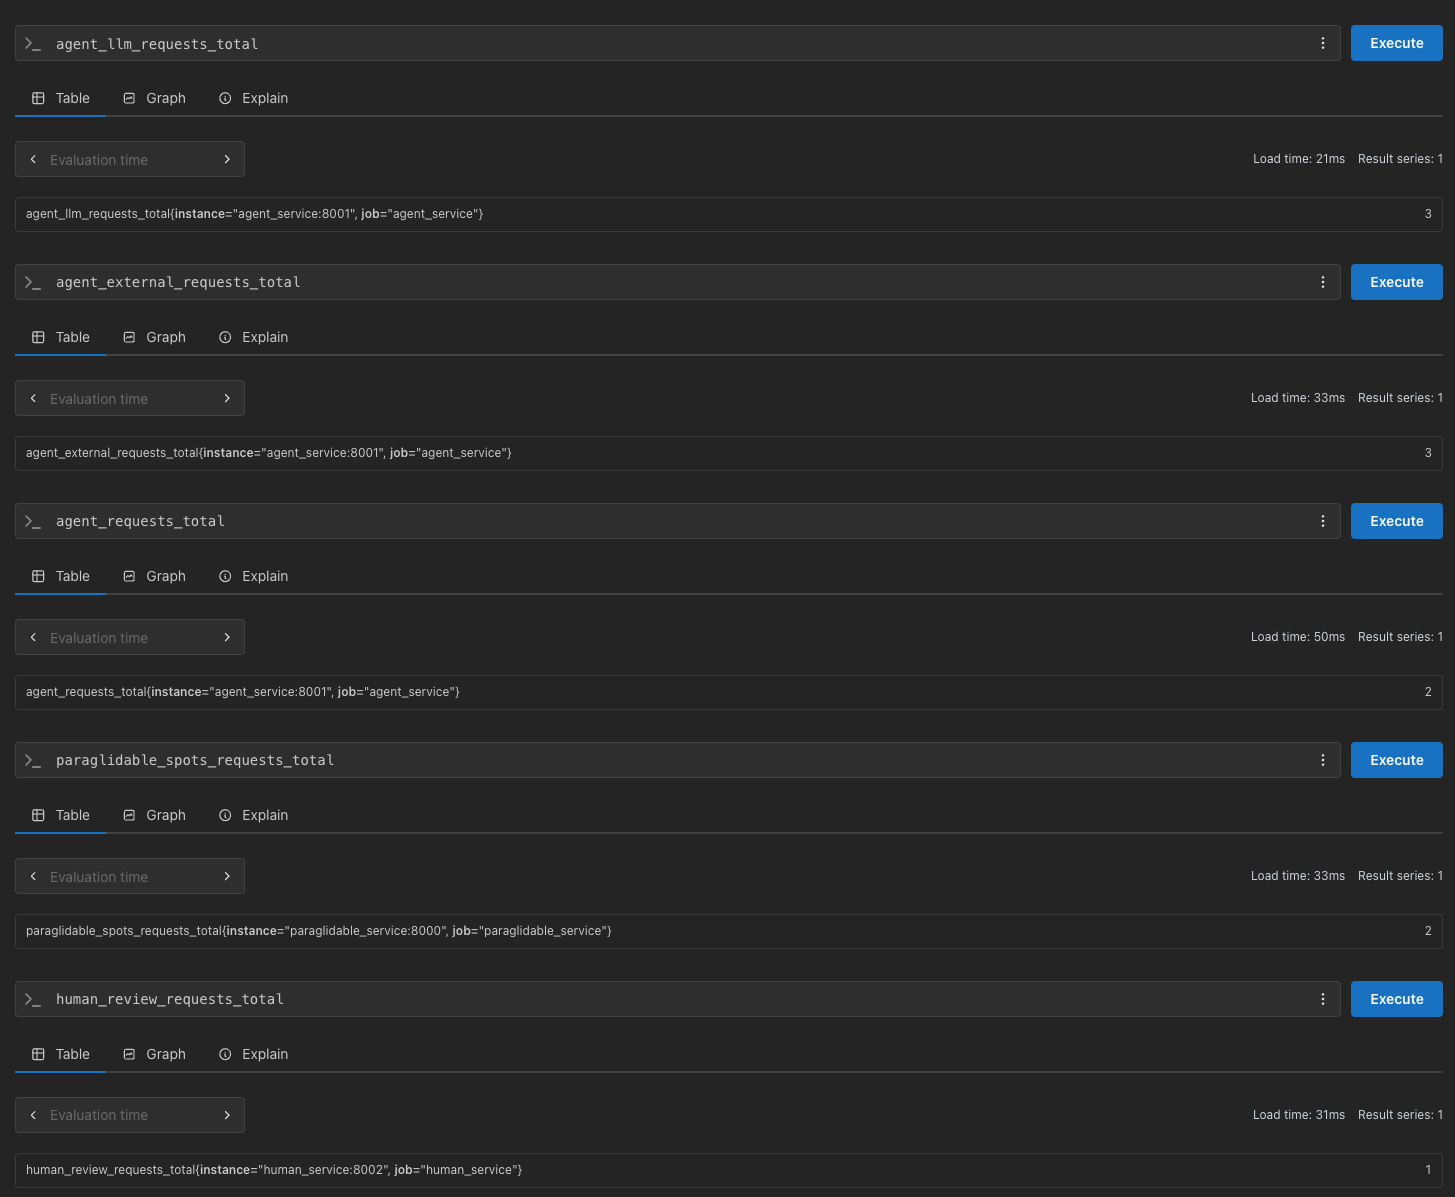 >_ agent_llm_requests_total Execute
Table Graph Explain
Evaluation time Load time: 21ms Result series: 1
agent_llm_requests_total{instance="agent_service:8001", job="agent_service"} 3
>_ agent_external_requests_total Execute
Table Graph Explain
Evaluation time Load time: 33ms Result series: 1
agent_external_requests_total{instance="agent_service:8001", job="agent_service"} 3
>_ agent_requests_total Execute
Table Graph Explain
Evaluation time Load time: 50ms Result series: 1
agent_requests_total{instance="agent_service:8001", job="agent_service"} 2
>_ paraglidable_spots_requests_total Execute
Table Graph Explain
Evaluation time Load time: 33ms Result series: 1
paraglidable_spots_requests_total{instance="paraglidable_service:8000", job="paraglidable_service"} 2
>_ human_review_requests_total Execute
Table Graph Explain
Evaluation time Load time: 31ms Result series: 1
human_review_requests_total{instance="human_service:8002", job="human_service"} 1